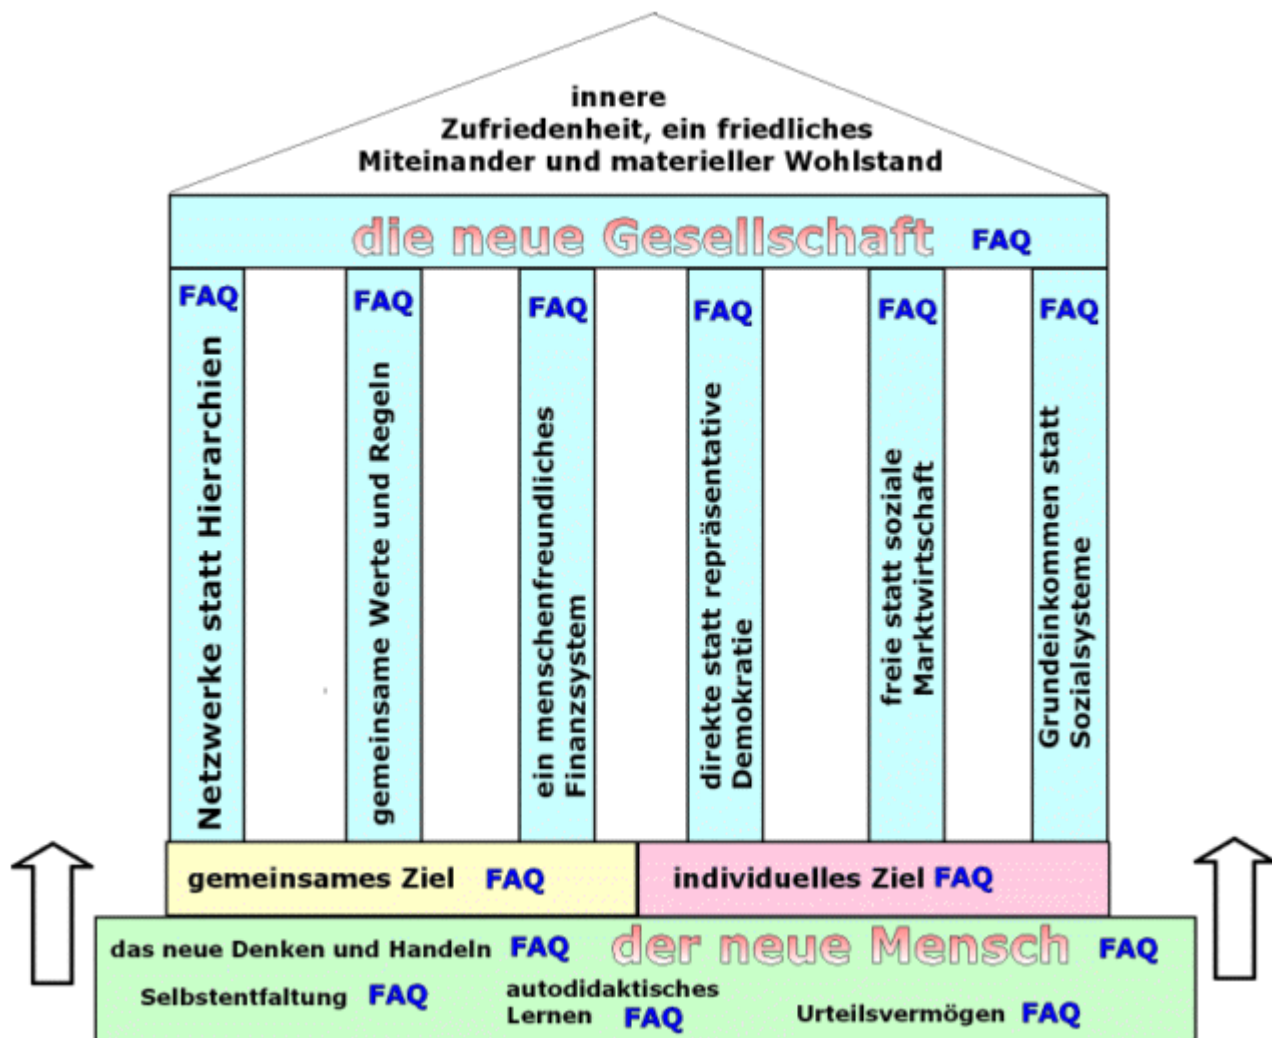 innere
Zufriedenheit, ein friedliches
Miteinander und materieller Wohlstand
die neue Gesellschaft FAQ
FAQ
Netzwerke statt Hierarchien
FAQ
gemeinsame Werte und Regeln
FAQ
ein menschenfreundliches
Finanzsystem
FAQ
direkte statt repräsentative
Demokratie
FAQ
freie statt soziale
Marktwirtschaft
FAQ
Grundeinkommen statt
Sozialsysteme
gemeinsames Ziel FAQ
individuelles Ziel FAQ
das neue Denken und Handeln FAQ
der neue Mensch FAQ
Selbstentfaltung FAQ
autodidaktisches
Lernen FAQ
Urteilsvermögen FAQ